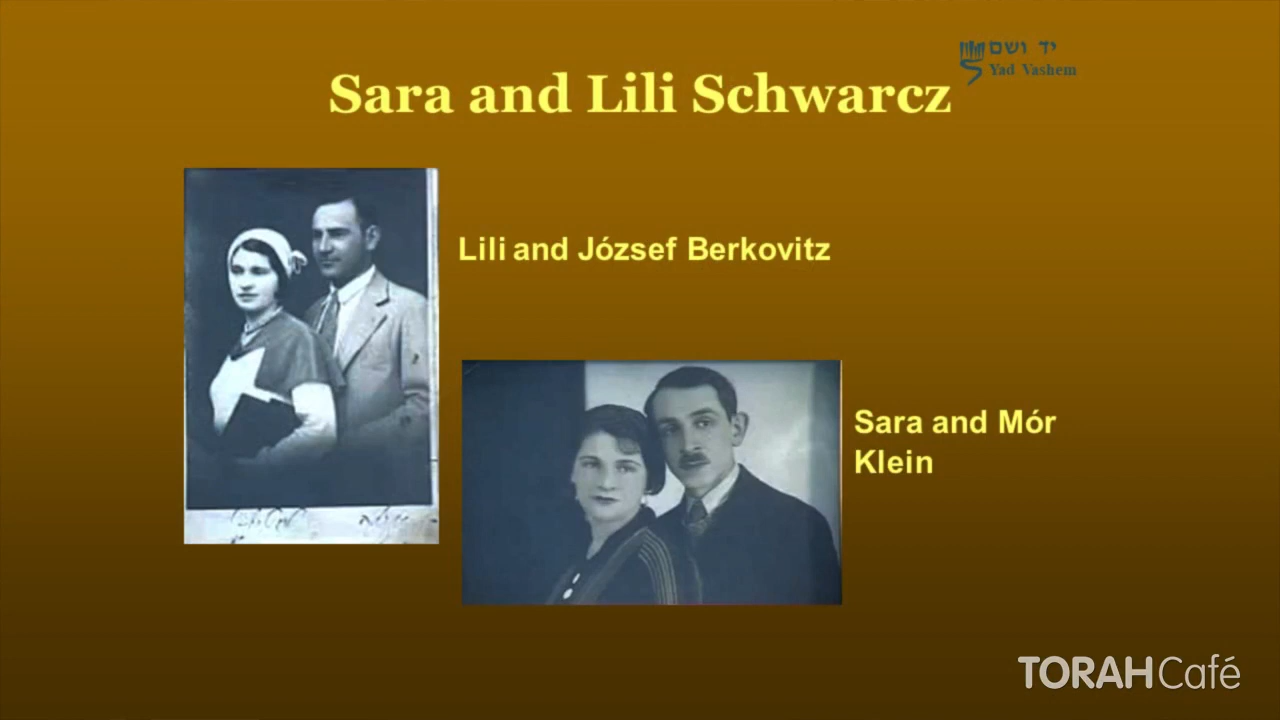 יד ושם
Yad Vashem
Sara and Lili Schwarcz
Lili and József Berkovitz
Sara and Mór
Klein
TORAHCafé